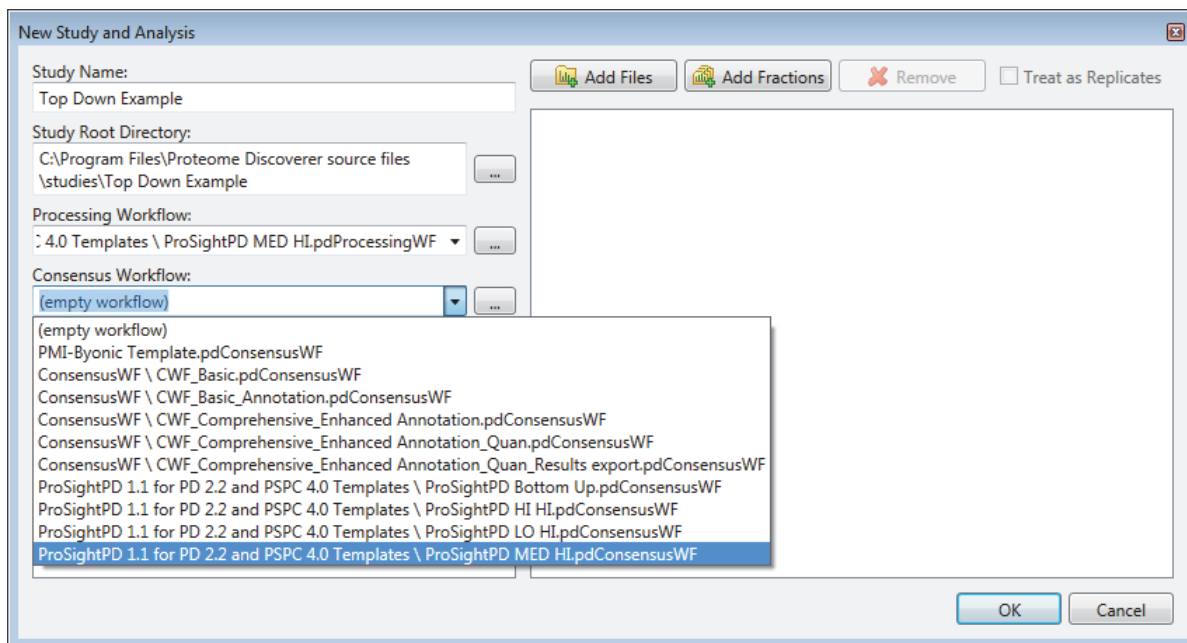 New Study and Analysis
Study Name:
Top Down Example
Study Root Directory:
C:\Program Files\Proteome Discoverer source files
\studies\Top Down Example
...
Processing Workflow:
C 4.0 Templates \ ProSightPD MED HI.pdProcessingWF
...
Consensus Workflow:
(empty workflow)
...
(empty workflow)
PMI-Byonic Template.pdConsensusWF
ConsensusWF \ CWF_Basic.pdConsensusWF
ConsensusWF \ CWF_Basic_Annotation.pdConsensusWF
ConsensusWF \ CWF_Comprehensive_Enhanced Annotation.pdConsensusWF
ConsensusWF \ CWF_Comprehensive_Enhanced Annotation_Quan.pdConsensusWF
ConsensusWF \ CWF_Comprehensive_Enhanced Annotation_Quan_Results export.pdConsensusWF
ProSightPD 1.1 for PD 2.2 and PSPC 4.0 Templates \ ProSightPD Bottom Up.pdConsensusWF
ProSightPD 1.1 for PD 2.2 and PSPC 4.0 Templates \ ProSightPD HI HI.pdConsensusWF
ProSightPD 1.1 for PD 2.2 and PSPC 4.0 Templates \ ProSightPD LO HI.pdConsensusWF
ProSightPD 1.1 for PD 2.2 and PSPC 4.0 Templates \ ProSightPD MED HI.pdConsensusWF
Add Files
Add Fractions
Remove
Treat as Replicates
OK
Cancel